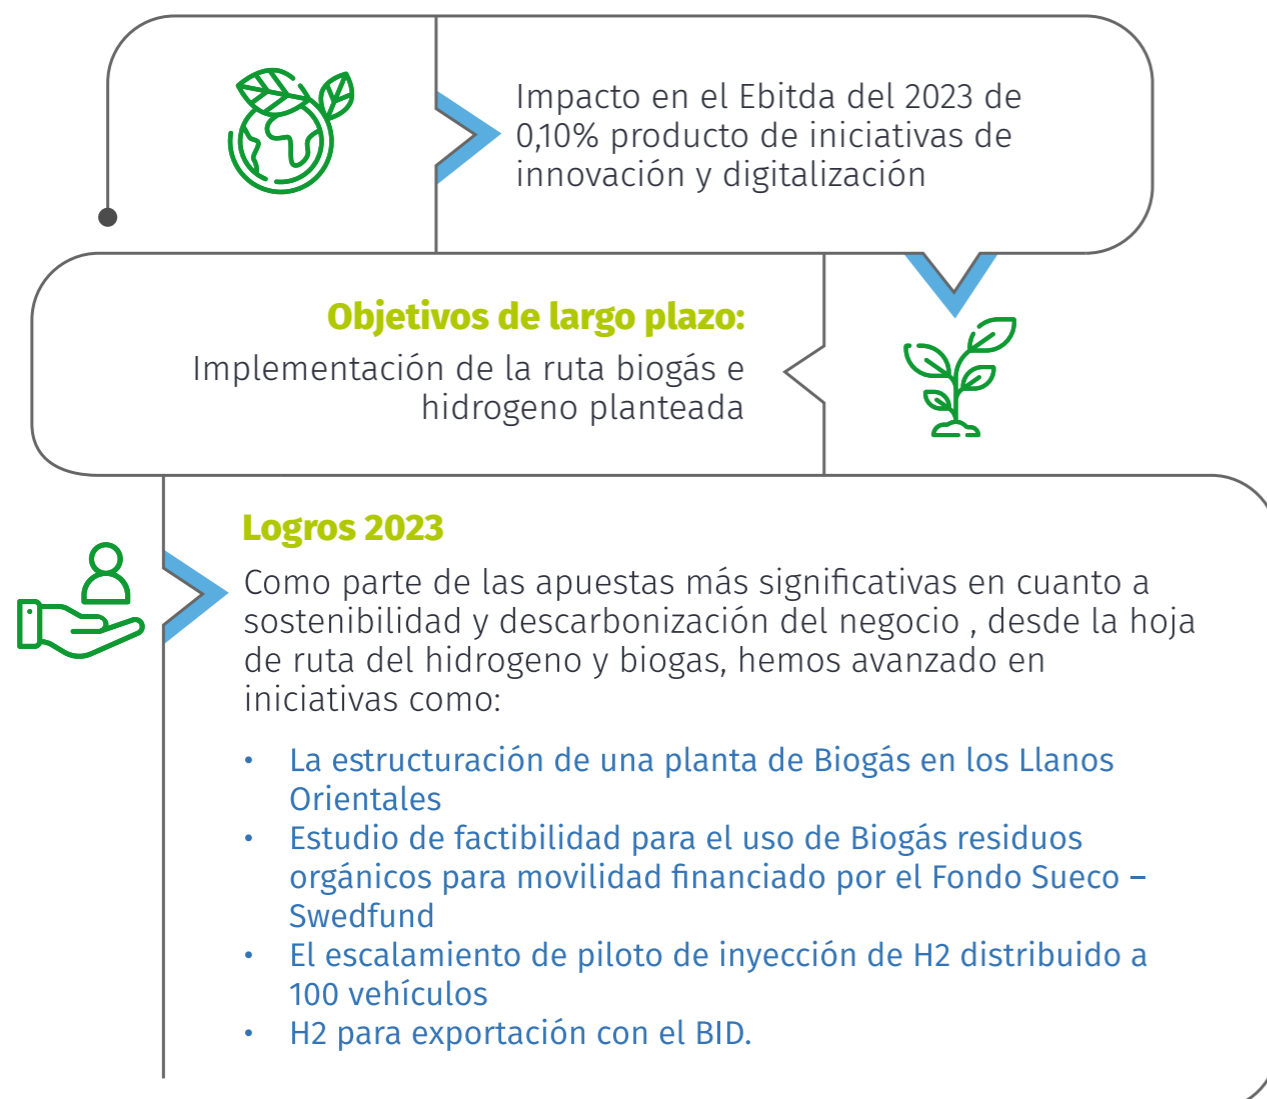 Impacto en el Ebitda del 2023 de
0,10% producto de iniciativas de
innovación y digitalización
Objetivos de largo plazo:
Implementación de la ruta biogás e
hidrogeno planteada
Logros 2023
Como parte de las apuestas más significativas en cuanto a
sostenibilidad y descarbonización del negocio , desde la hoja
de ruta del hidrogeno y biogas, hemos avanzado en
iniciativas como:
• La estructuración de una planta de Biogás en los Llanos
Orientales
• Estudio de factibilidad para el uso de Biogás residuos
orgánicos para movilidad financiado por el Fondo Sueco –
Swedfund
• El escalamiento de piloto de inyección de H2 distribuido a
100 vehículos
• H2 para exportación con el BID.